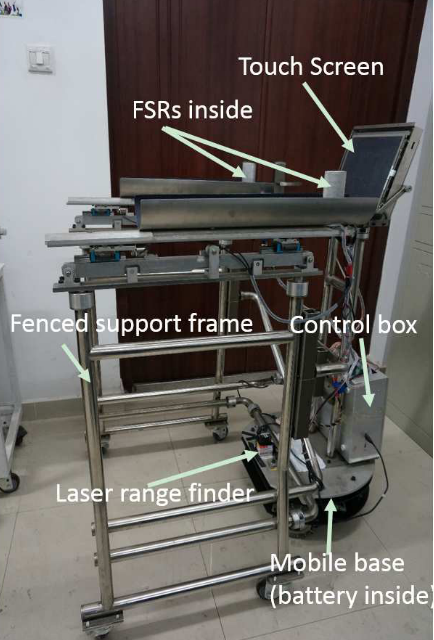 Touch Screen
FSRs inside
Fenced support frame
Control box
Laser range finder
Mobile base
(battery inside)